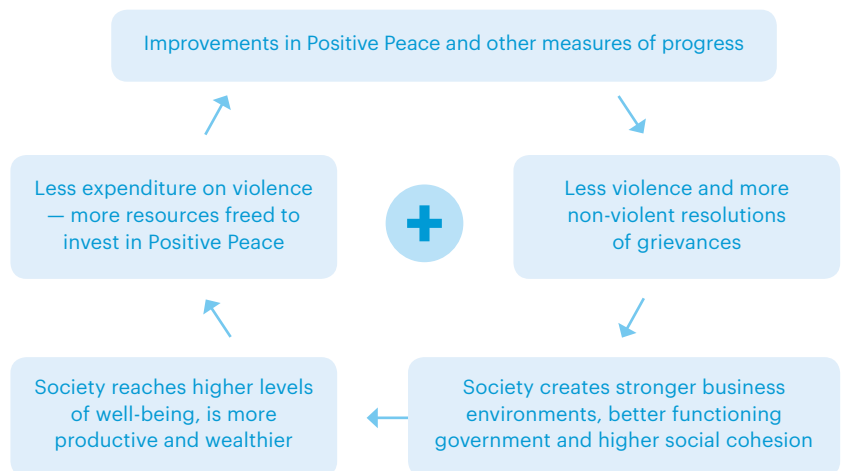 Improvements in Positive Peace and other measures of progress
Less expenditure on violence
— more resources freed to
invest in Positive Peace
Less violence and more
non-violent resolutions
of grievances
Society reaches higher levels
of well-being, is more
productive and wealthier
Society creates stronger business
environments, better functioning
government and higher social cohesion